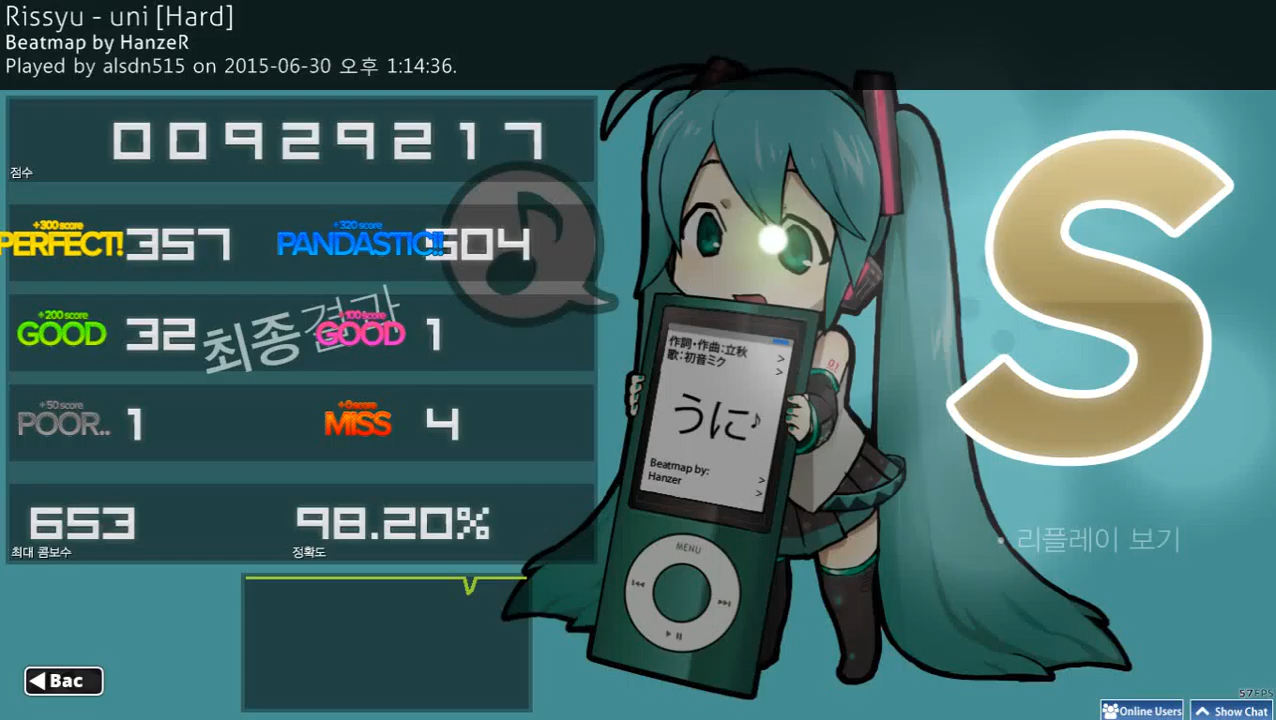 Rissyu - uni [Hard]
Beatmap by HanzeR
Played by alsdn515 on 2015-06-30 오후 1:14:36.
00929217
점수
+300 score
PERFECT! 357
+320 score
PANDASTIC!! 504
+200 score
GOOD 32
최종결과
+100 score
GOOD 1
+50 score
POOR.. 1
+0 score
MISS 4
653
최대 콤보수
98.20%
정확도
S
作詞・作曲:立秋 >
歌:初音ミク >
うに♪
Beatmap by:
Hanzer >
>
01
MENU
• 리플레이 보기
Bac
57FPS
Online Users
Show Chat